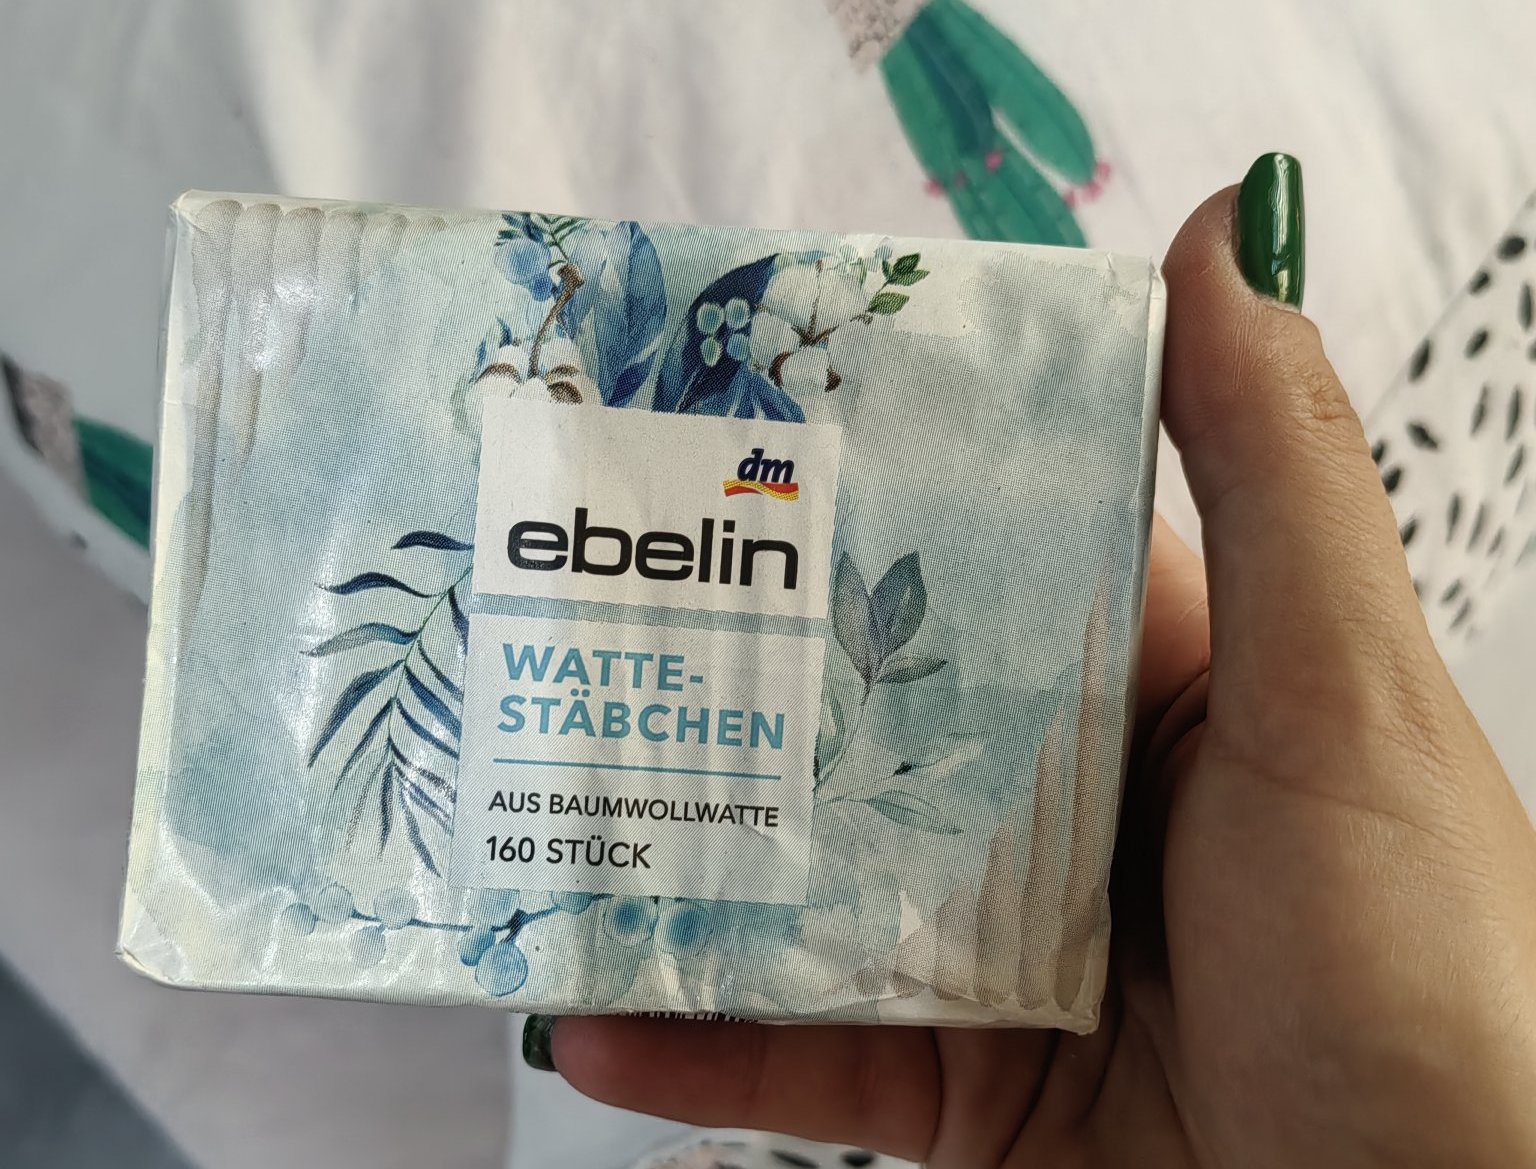 dm
ebelin
WATTE-
STÄBCHEN
AUS BAUMWOLLWATTE
160 STÜCK